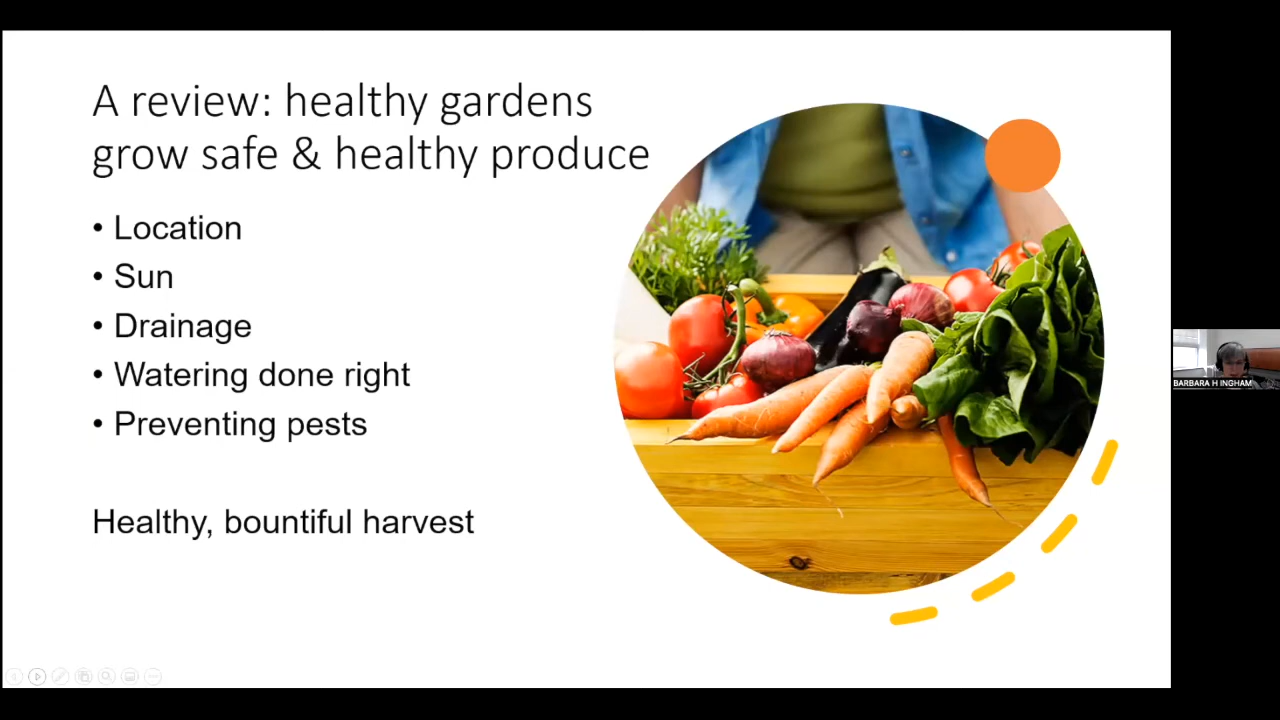 A review: healthy gardens
grow safe & healthy produce
• Location
• Sun
• Drainage
• Watering done right
• Preventing pests
Healthy, bountiful harvest
BARBARA H INGHAM